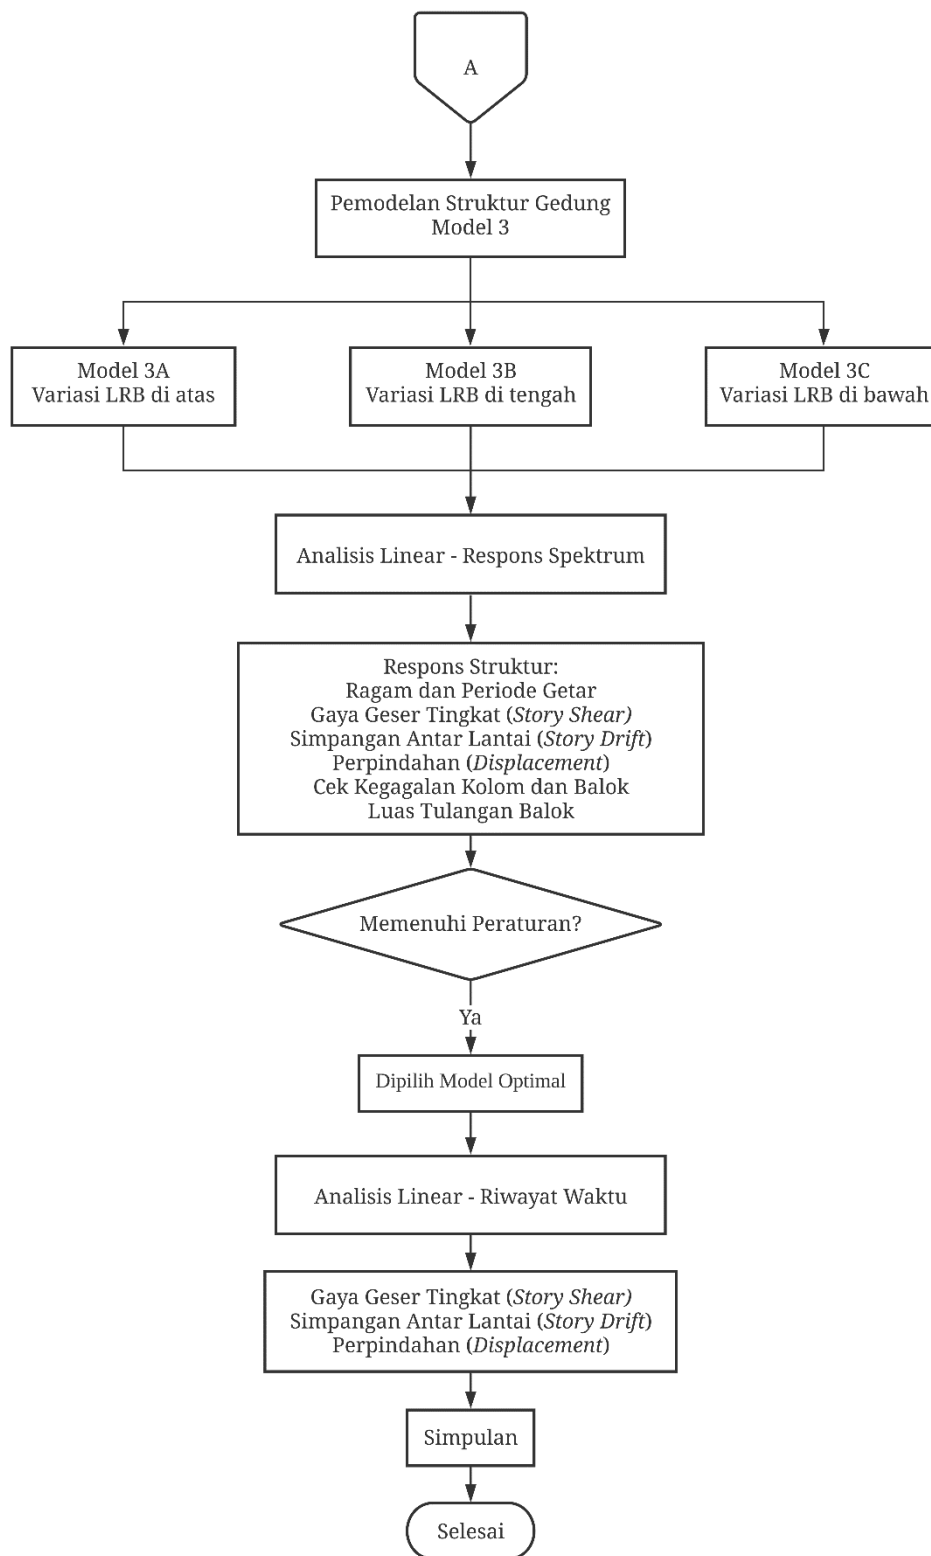 A
Pemodelan Struktur Gedung
Model 3
Model 3A
Variasi LRB di atas
Model 3B
Variasi LRB di tengah
Model 3C
Variasi LRB di bawah
Analisis Linear - Respons Spektrum
Respons Struktur:
Ragam dan Periode Getar
Gaya Geser Tingkat (Story Shear)
Simpangan Antar Lantai (Story Drift)
Perpindahan (Displacement)
Cek Kegagalan Kolom dan Balok
Luas Tulangan Balok
Memenuhi Peraturan?
Ya
Dipilih Model Optimal
Analisis Linear - Riwayat Waktu
Gaya Geser Tingkat (Story Shear)
Simpangan Antar Lantai (Story Drift)
Perpindahan (Displacement)
Simpulan
Selesai